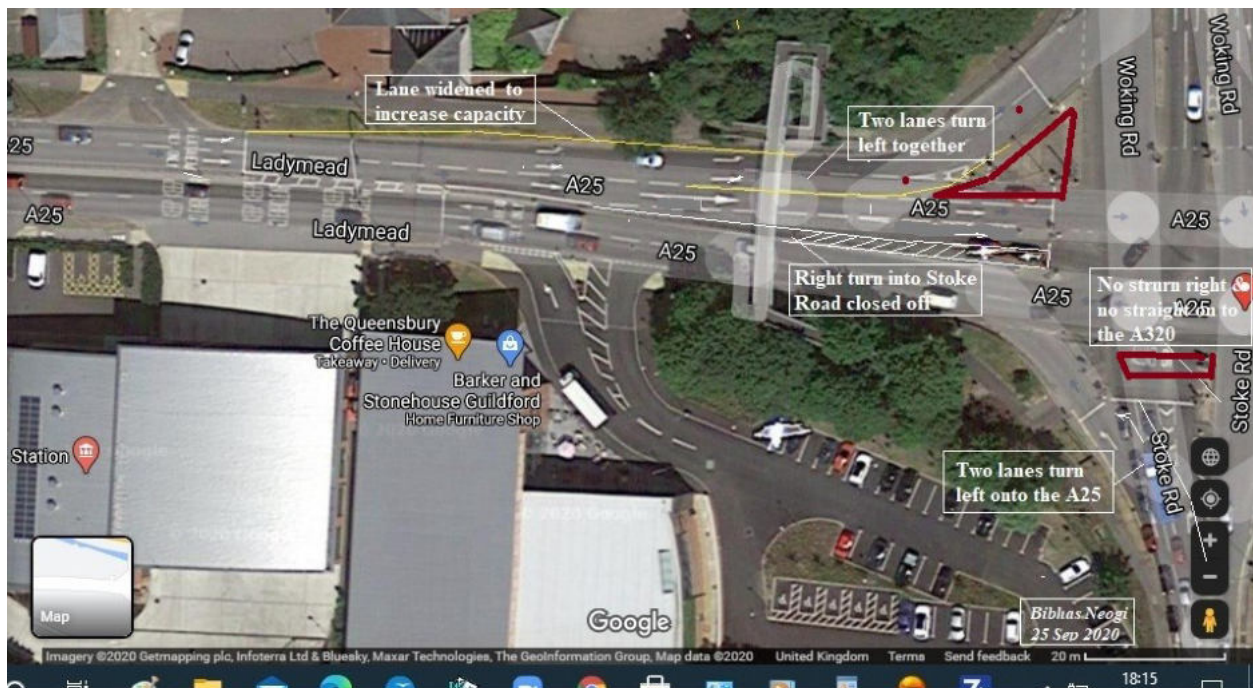 Woking Rd
Woking Rd
Lane widened to
increase capacity
Two lanes turn
left together
25
Ladymead
A25
A25
A25
A25
Ladymead
A25
A25
Right turn into Stoke
Road closed off
No strurn right &
no straight on to
the A320
A25
The Queensbury
Coffee House
Takeaway • Delivery
Barker and
Stonehouse Guildford
Home Furniture Shop
Stoke Rd
Station
Two lanes turn
left onto the A25
Stoke Rd
Map
Google
Bibhas Neogi
25 Sep 2020
Imagery ©2020 Getmapping plc, Infoterra Ltd & Bluesky, Maxar Technologies, The GeoInformation Group, Map data ©2020 United Kingdom Terms Send feedback 20 m
18:15